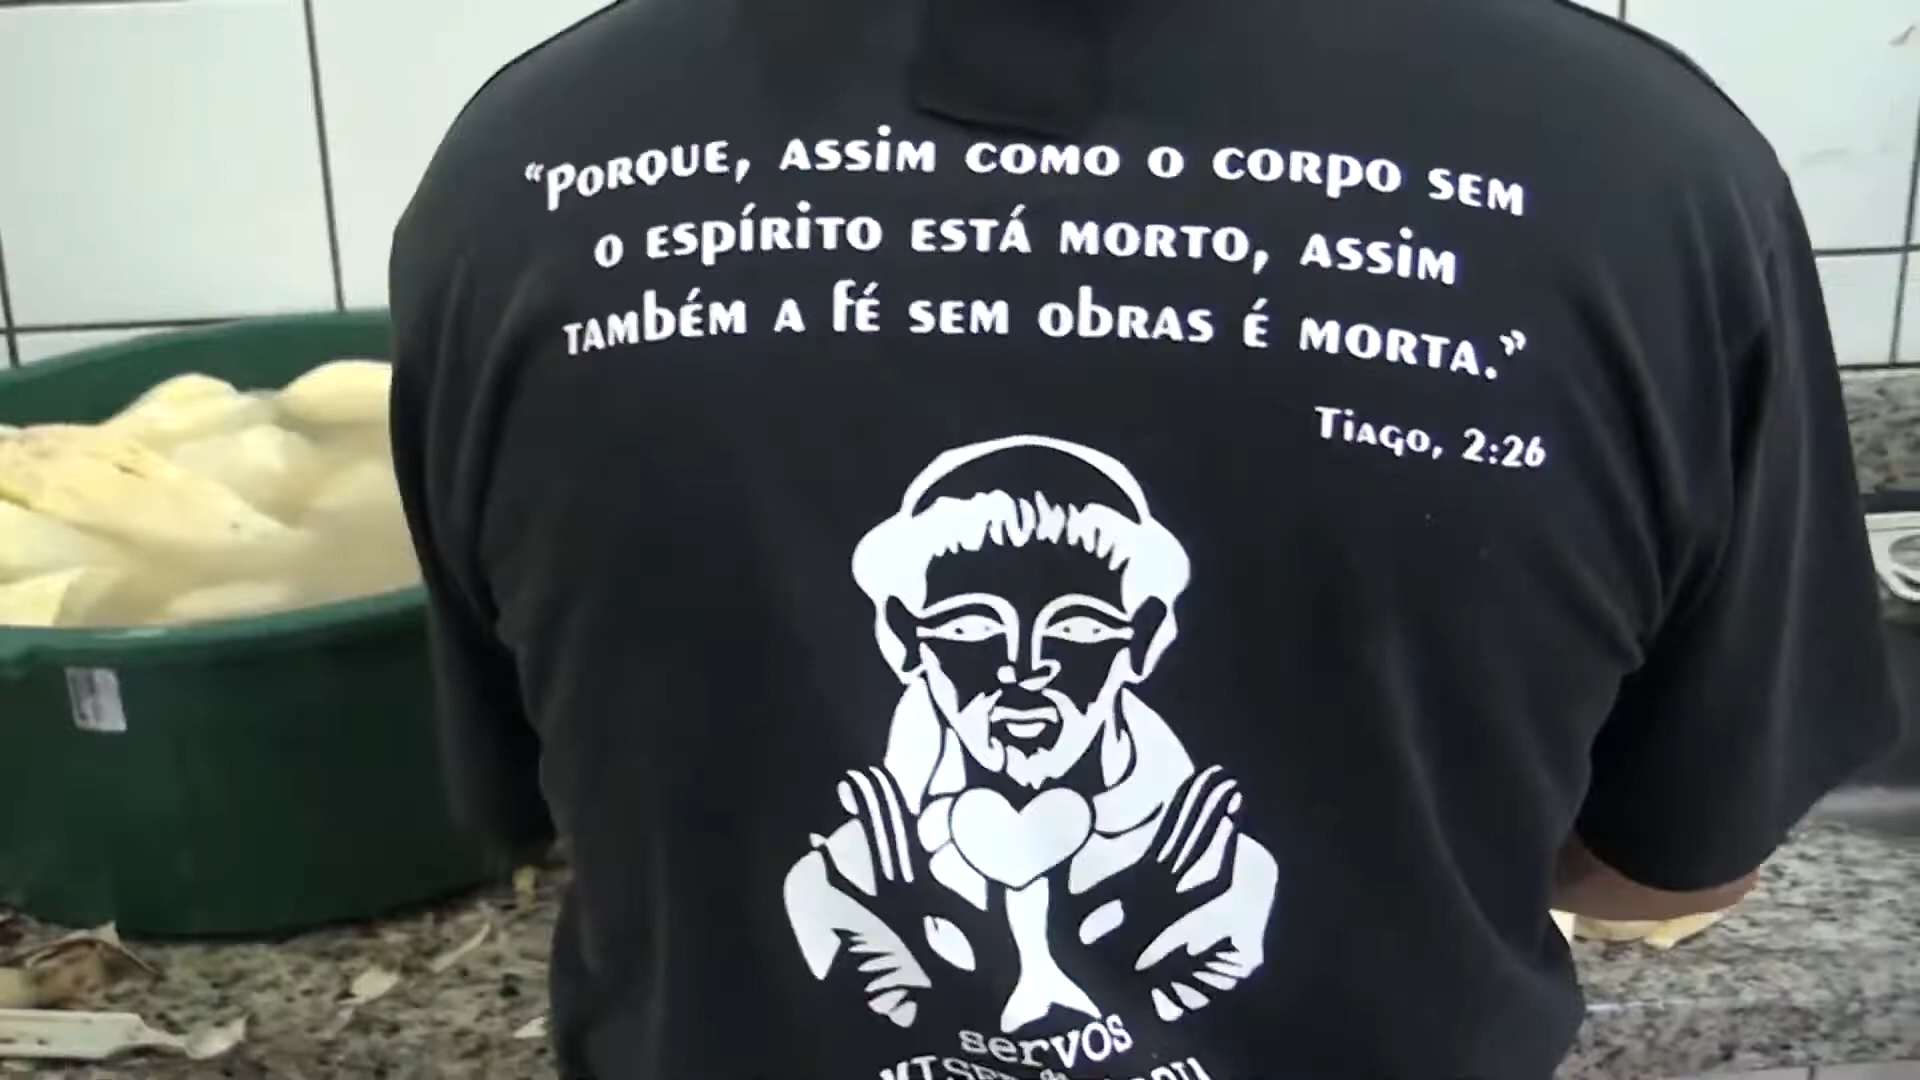 “PORQUE, ASSIM COMO O CORPO SEM
O ESPÍRITO ESTÁ MORTO, ASSIM
TAMBÉM A FÉ SEM OBRAS É MORTA.”
Tiago, 2:26
servos